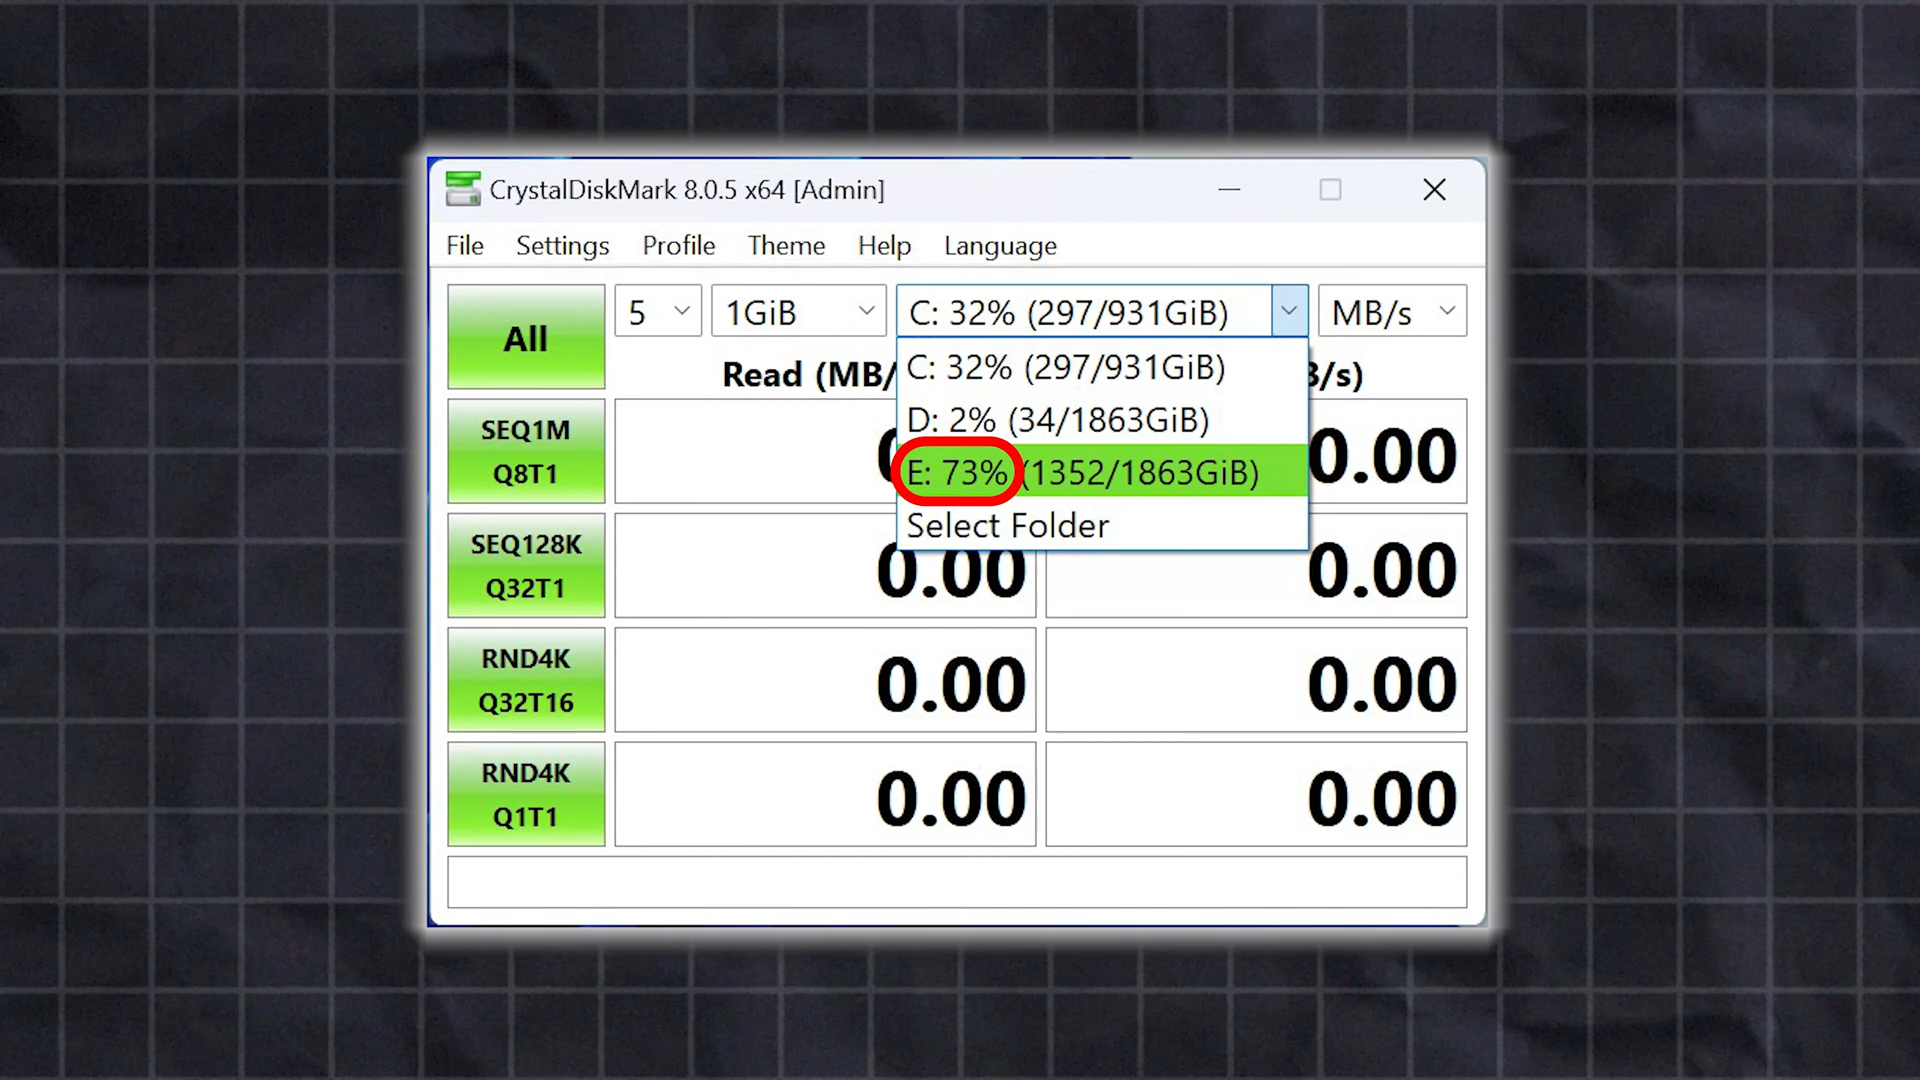 CrystalDiskMark 8.0.5 x64 [Admin]
File Settings Profile Theme Help Language
All
5
1GiB
C: 32% (297/931GiB)
MB/s
C: 32% (297/931GiB)
D: 2% (34/1863GiB)
E: 73% (1352/1863GiB)
Select Folder
Read (MB/
B/s)
SEQ1M
Q8T1
0.00
SEQ128K
Q32T1
0.00
0.00
RND4K
Q32T16
0.00
0.00
RND4K
Q1T1
0.00
0.00